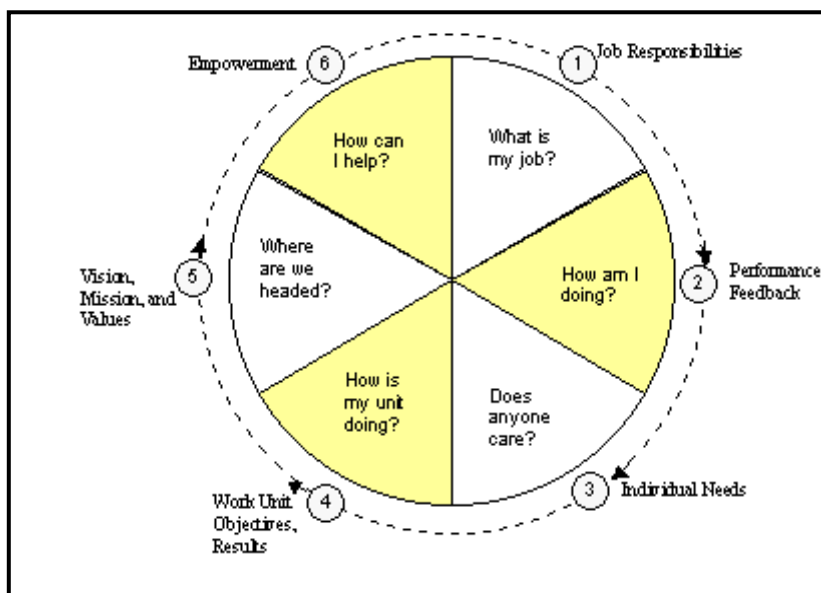 Empowerment
6
1
Job Responsibilities
How can
I help?
What is
my job?
Where
are we
headed?
How am I
doing?
Vision,
Mission, and
Values
5
2
Performance
Feedback
How is
my unit
doing?
Does
anyone
care?
Work Unit
Objectives,
Results
4
3
Individual Needs